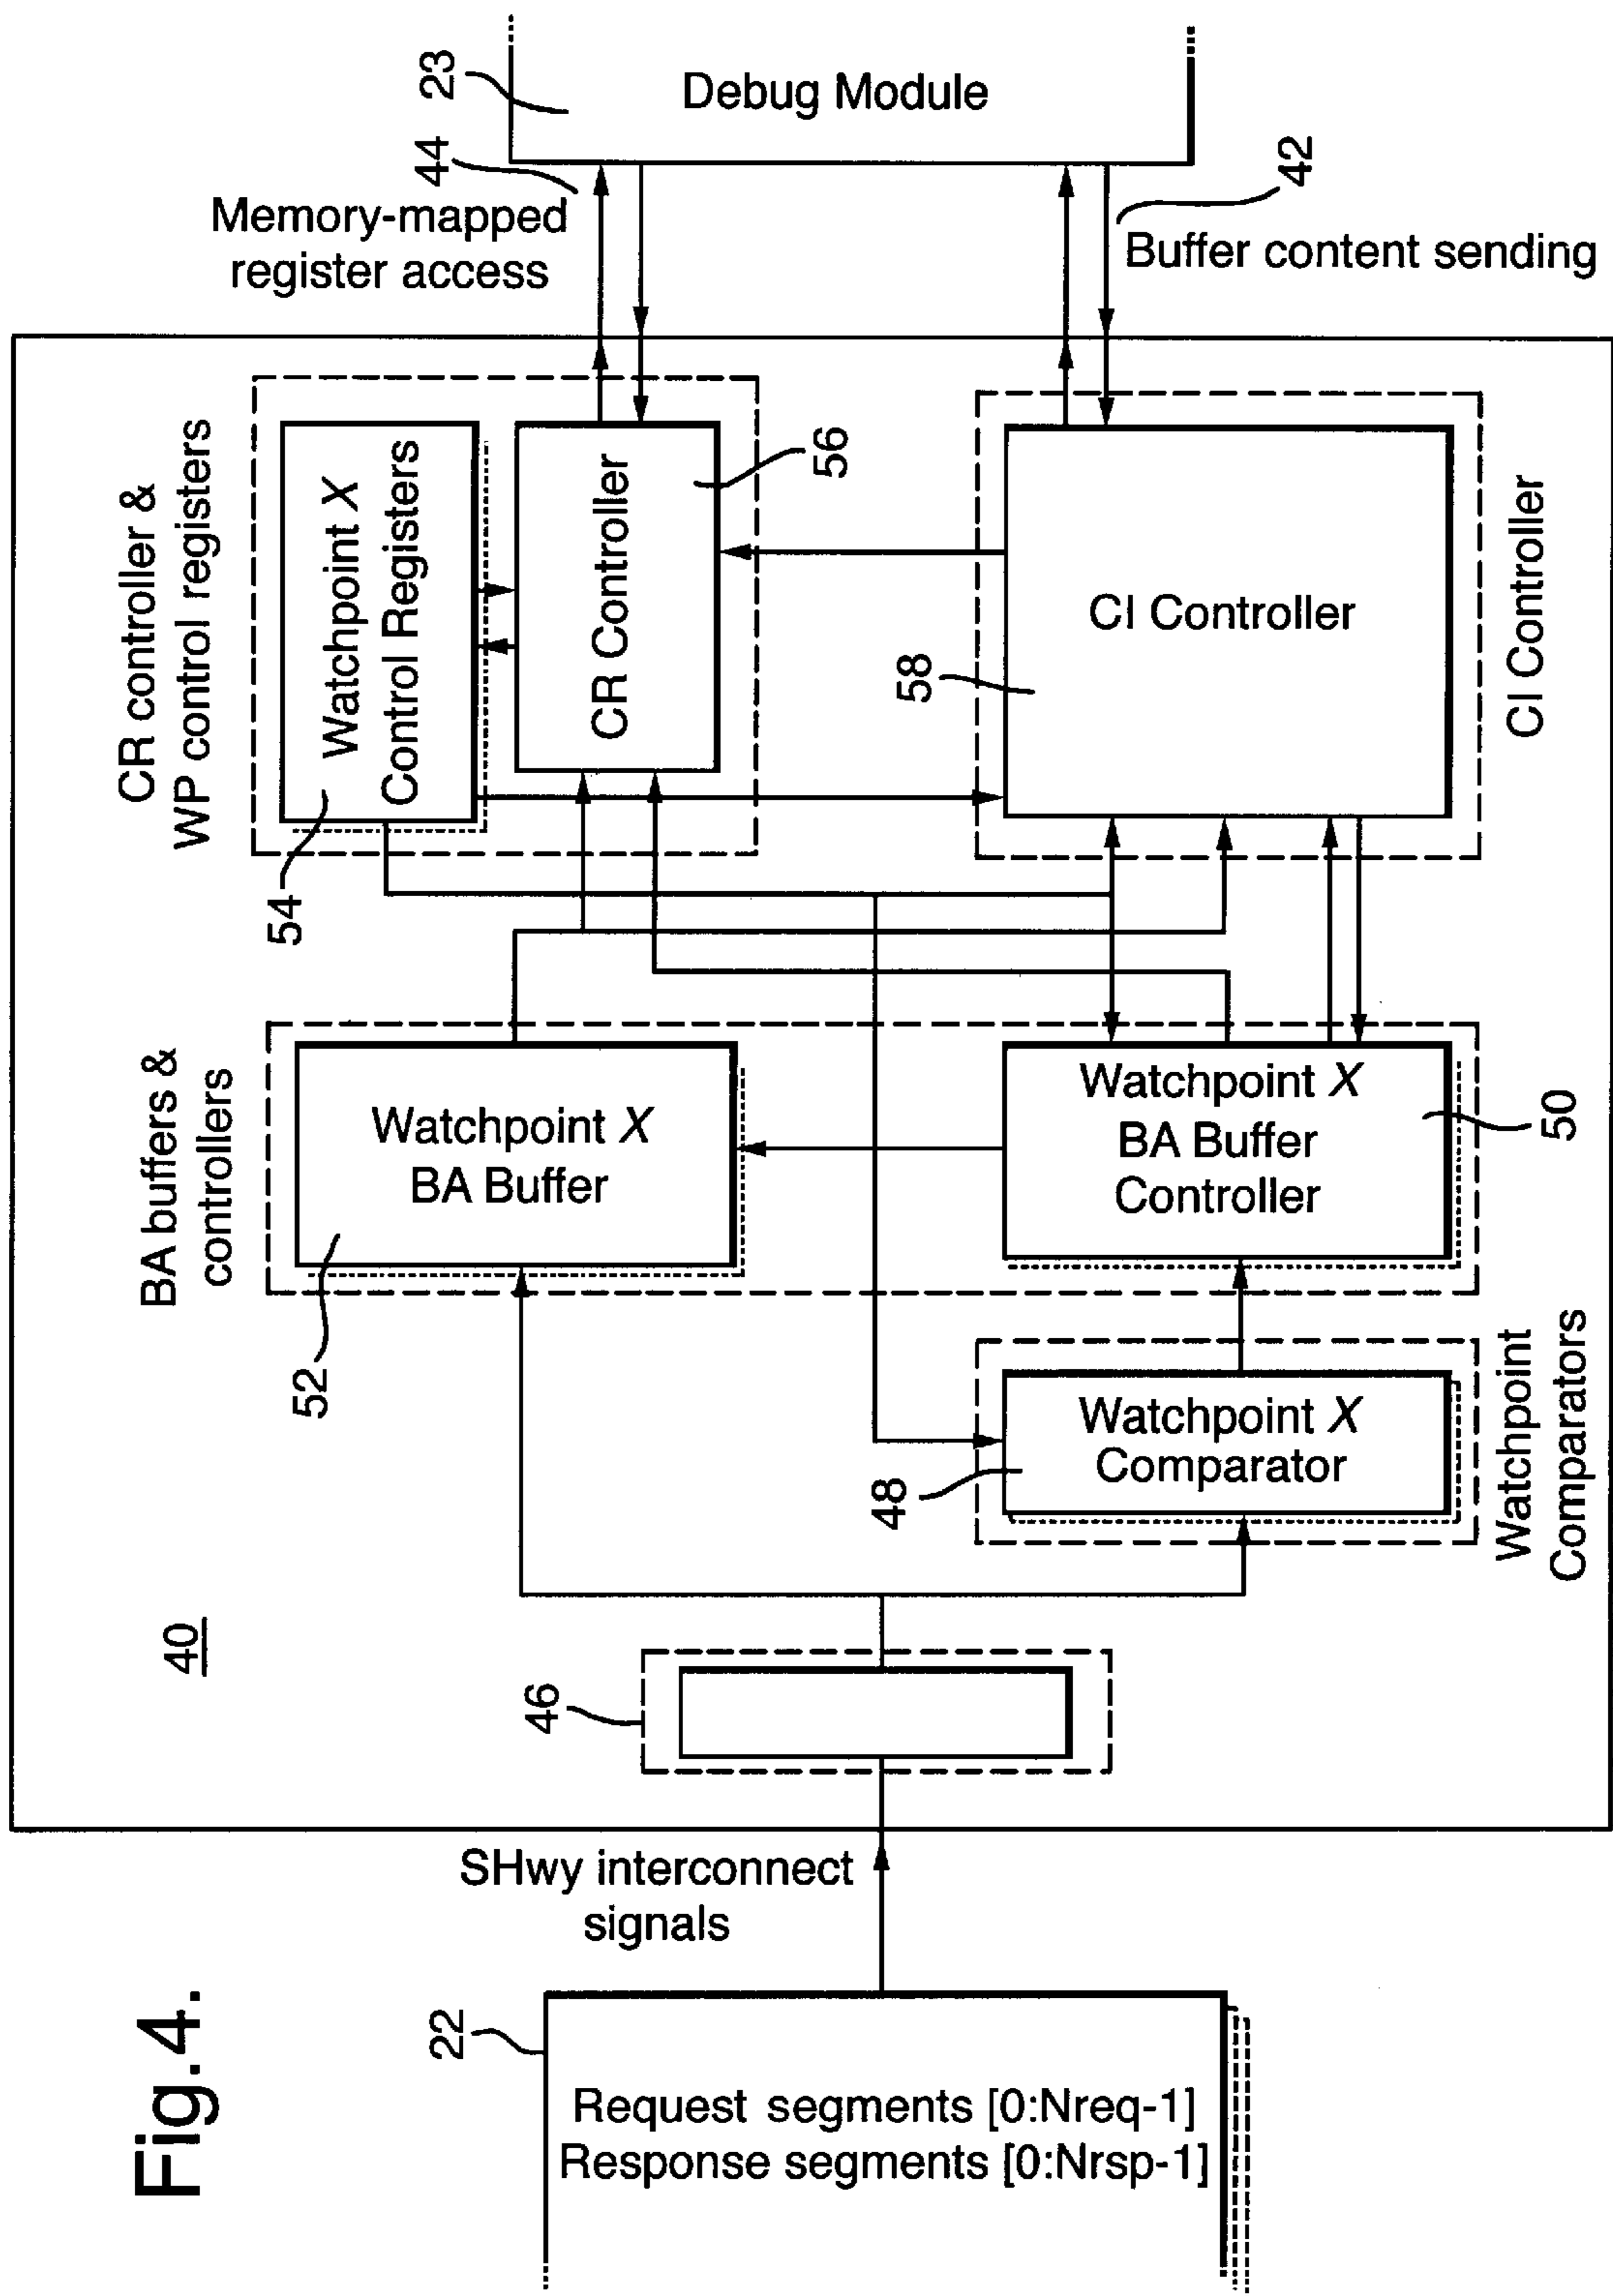 Fig.4.
22
Request segments [0:Nreq-1]
Response segments [0:Nrsp-1]
SHwy interconnect
signals
40
46
48
Watchpoint X
Comparator
Watchpoint
Comparators
BA buffers &
controllers
52
Watchpoint X
BA Buffer
Watchpoint X
BA Buffer
Controller
50
CR controller &
WP control registers
54
Watchpoint X
Control Registers
CR Controller
56
58
CI Controller
CI Controller
Memory-mapped
register access
44
23
Debug Module
42
Buffer content sending